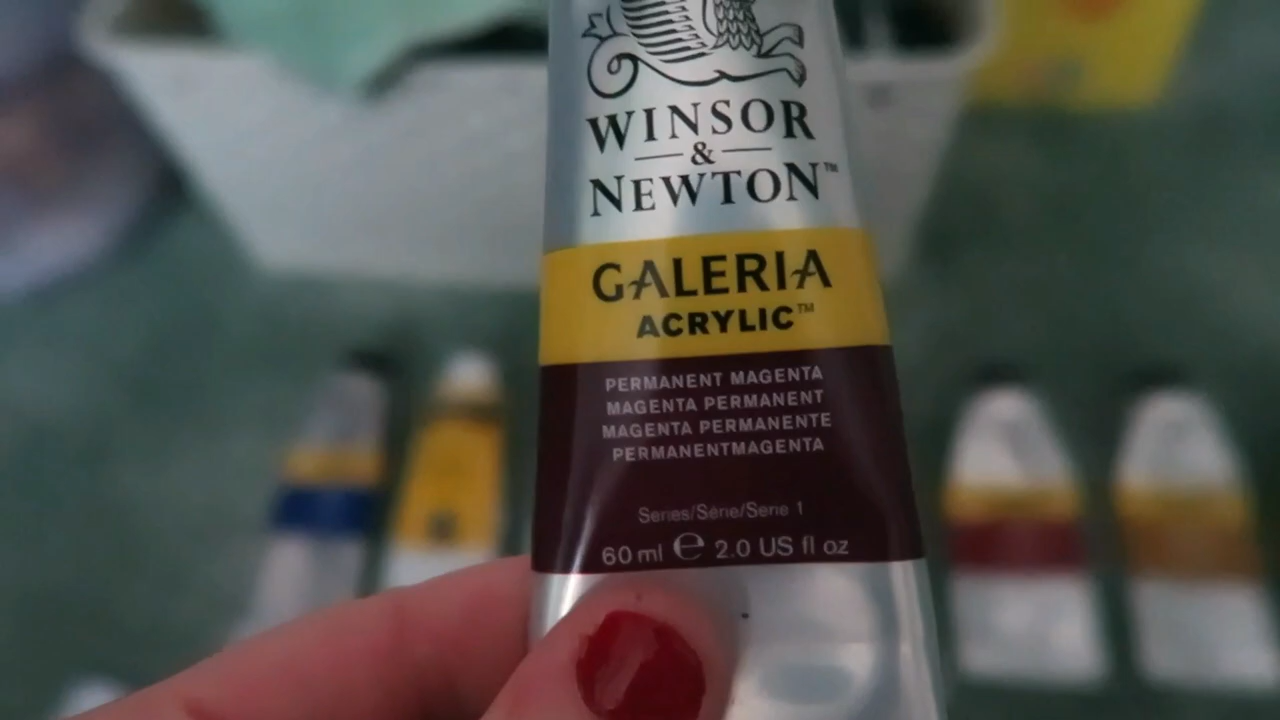 WINSOR
&
NEWTON™
GALERIA
ACRYLIC™
PERMANENT MAGENTA
MAGENTA PERMANENT
MAGENTA PERMANENTE
PERMANENTMAGENTA
Series/Série/Serie 1
60 ml ℮ 2.0 US fl oz